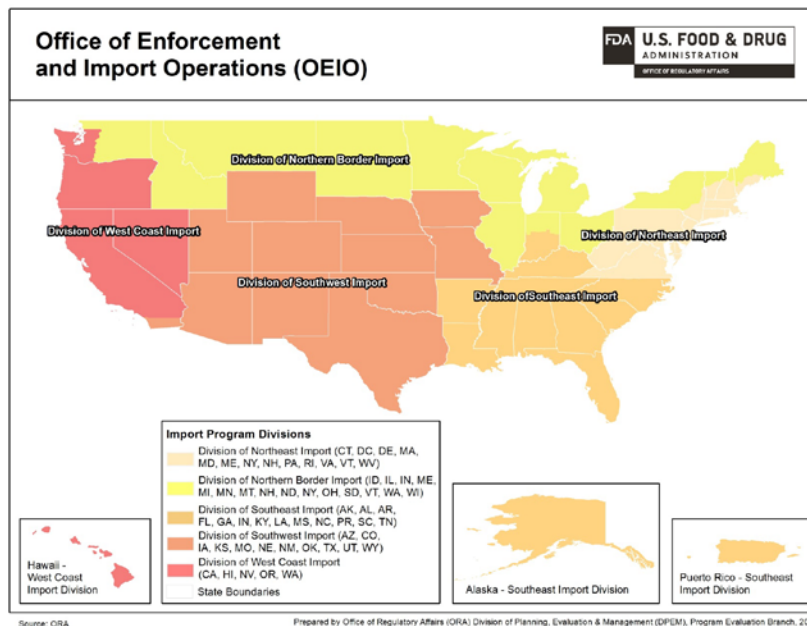 Office of Enforcement
and Import Operations (OEIO)
FDA
U.S. FOOD & DRUG
ADMINISTRATION
OFFICE OF REGULATORY AFFAIRS
Division of Northern Border Import
Division of West Coast Import
Division of Northeast Import
Division of Southwest Import
Division ofSoutheast Import
Import Program Divisions
Division of Northeast Import (CT, DC, DE, MA,
MD, ME, NY, NH, PA, RI, VA, VT, WV)
Division of Northern Border Import (ID, IL, IN, ME,
MI, MN, MT, NH, ND, NY, OH, SD, VT, WA, WI)
Division of Southeast Import (AK, AL, AR,
FL, GA, IN, KY, LA, MS, NC, PR, SC, TN)
Division of Southwest Import (AZ, CO,
IA, KS, MO, NE, NM, OK, TX, UT, WY)
Division of West Coast Import
(CA, HI, NV, OR, WA)
State Boundaries
Hawaii -
West Coast
Import Division
Alaska - Southeast Import Division
Puerto Rico - Southeast
Import Division
Source: ORA
Prepared by Office of Regulatory Affairs (ORA) Division of Planning, Evaluation & Management (DPEM), Program Evaluation Branch, 20